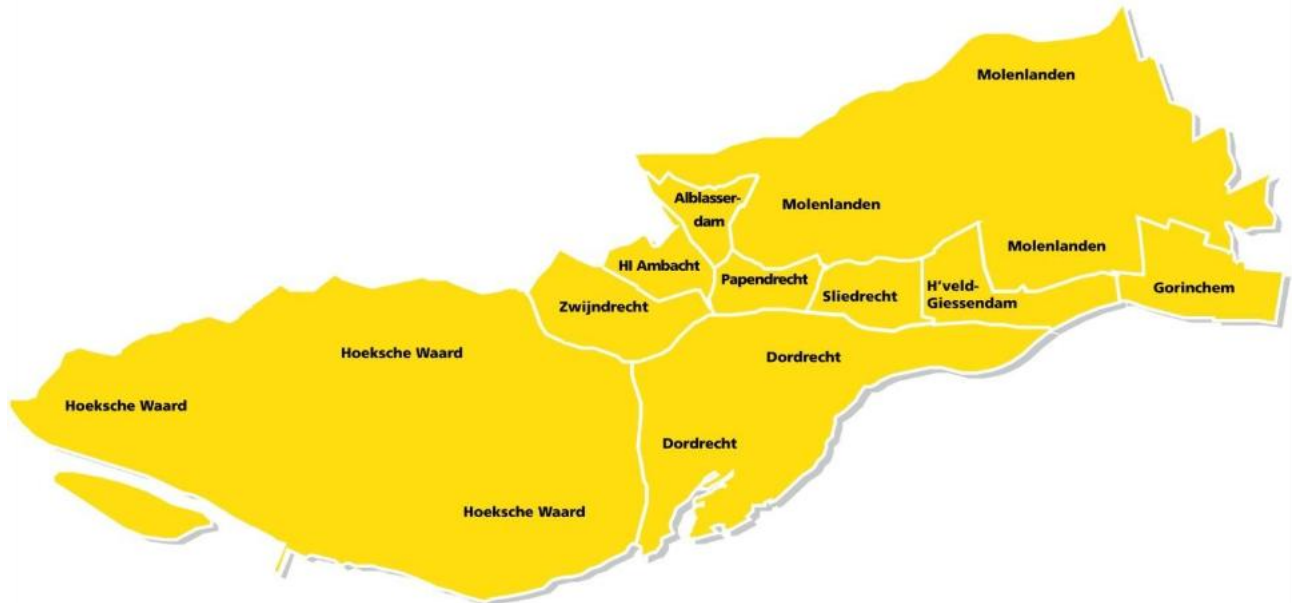 Molenlanden
Alblasser-
dam
Molenlanden
Molenlanden
Hl Ambacht
Papendrecht
Sliedrecht
H'veld-
Giessendam
Gorinchem
Zwijndrecht
Hoeksche Waard
Dordrecht
Hoeksche Waard
Dordrecht
Hoeksche Waard